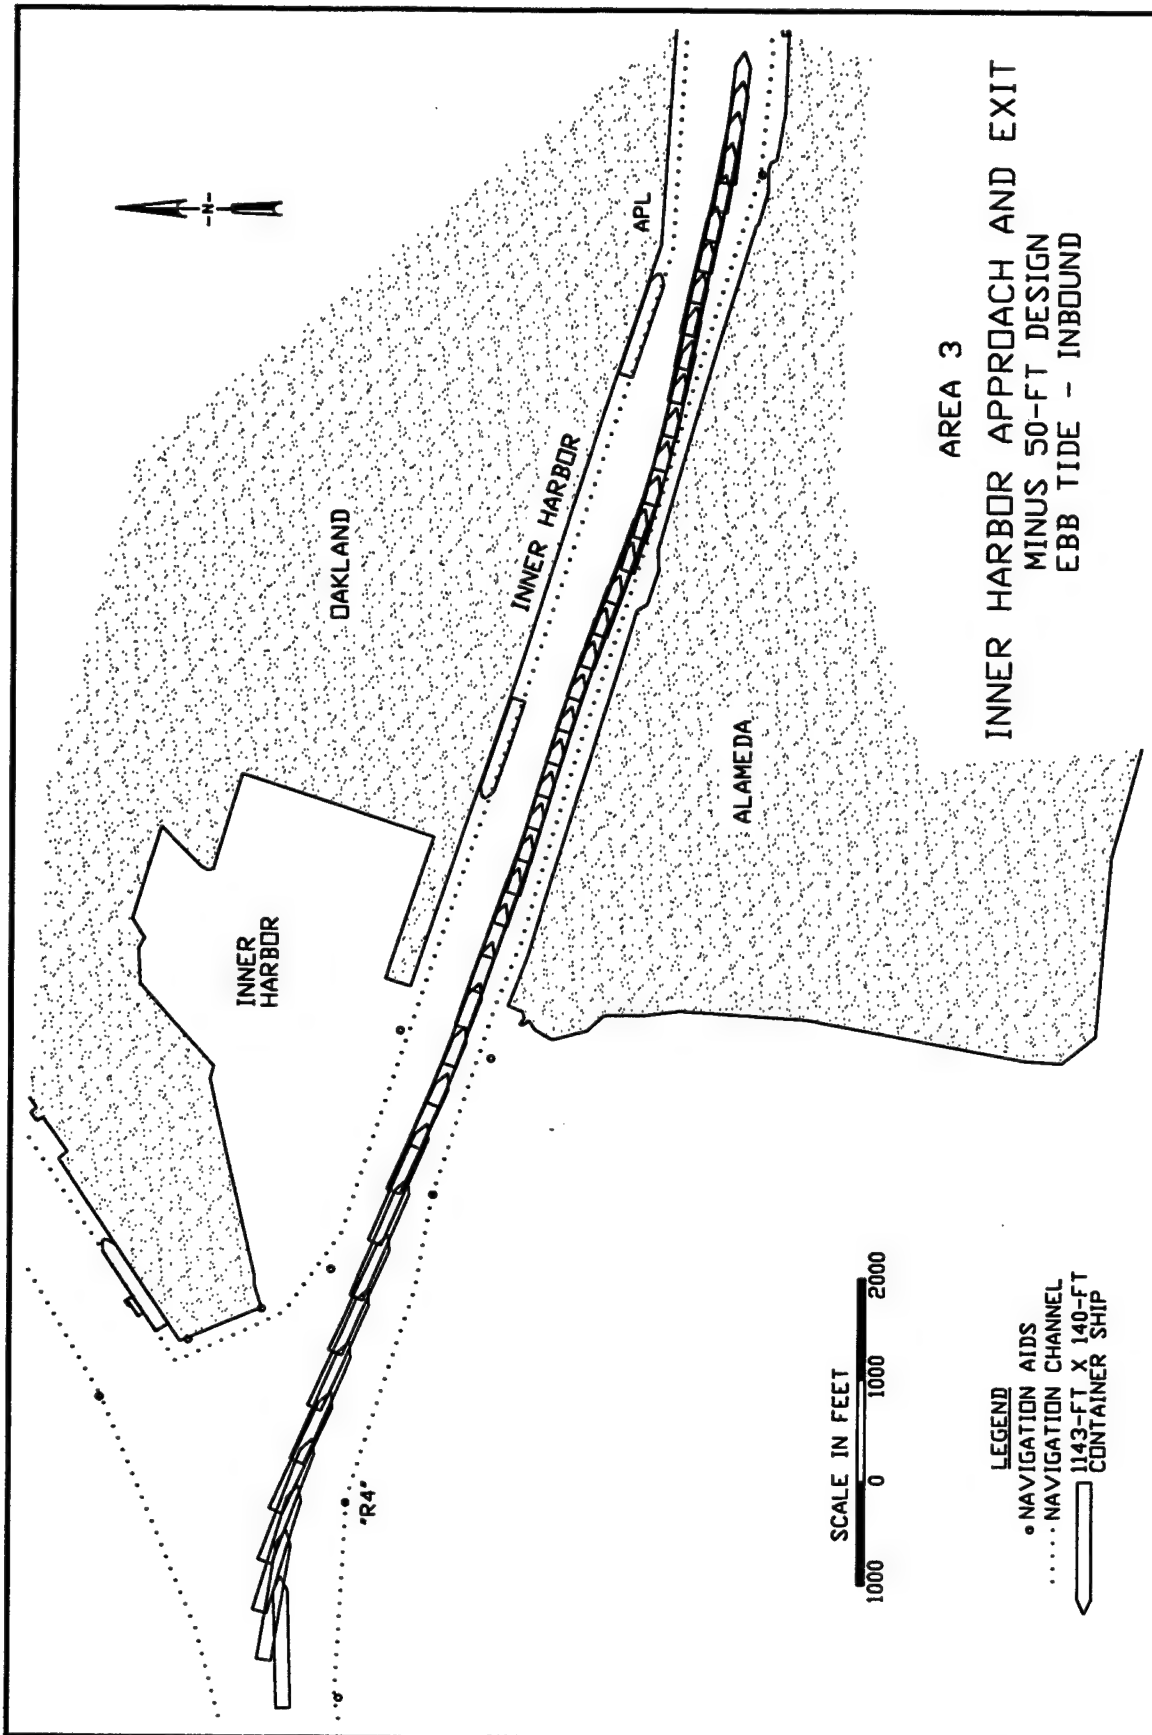 -N-
OAKLAND
APL
INNER HARBOR
INNER
HARBOR
ALAMEDA
"R4"
AREA 3
INNER HARBOR APPROACH AND EXIT
MINUS 50-FT DESIGN
EBB TIDE - INBOUND
SCALE IN FEET
1000 0 1000 2000
LEGEND
NAVIGATION AIDS
NAVIGATION CHANNEL
1143-FT X 140-FT
CONTAINER SHIP